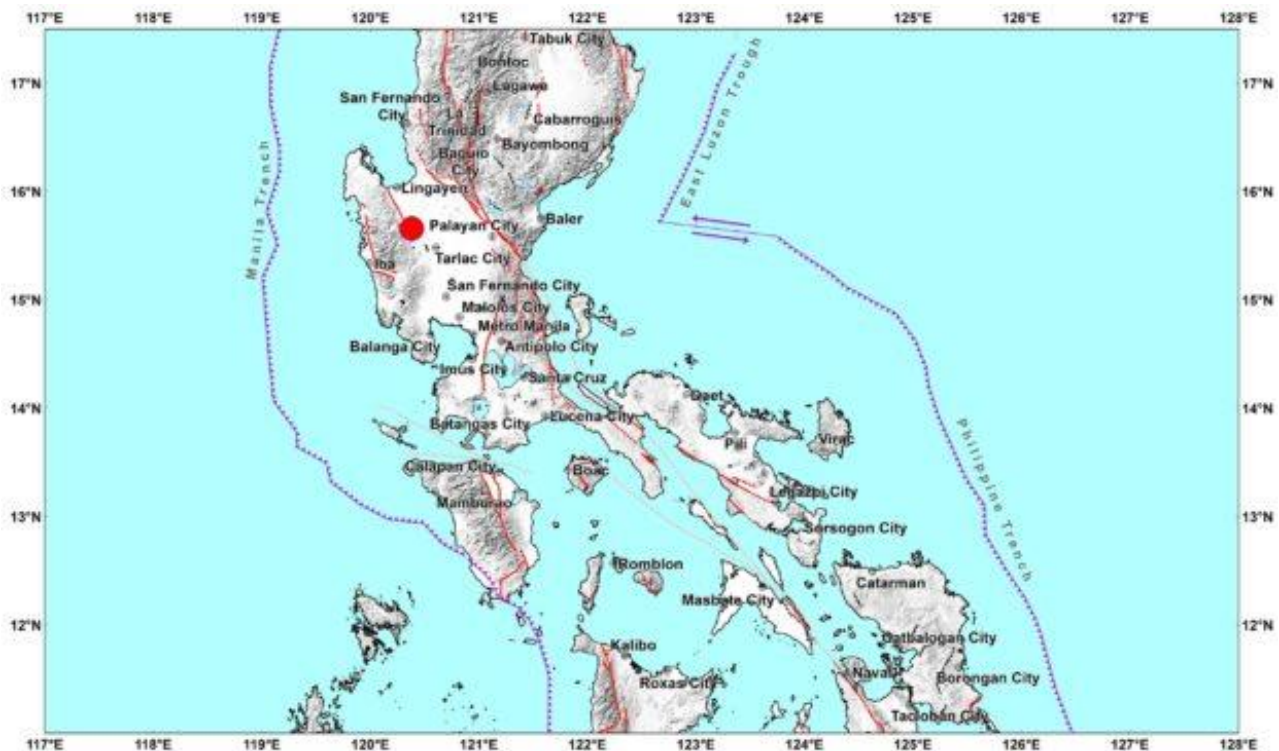 117°E 118°E 119°E 120°E 121°E 122°E 123°E 124°E 125°E 126°E 127°E 128°E
Tabuk City
Bontoc
17°N 17°N
Lagawe
San Fernando
City
La
Trinidad
Cabarroguis
Bayombong
Baguio
City
East Luzon Trough
Manila Trench
16°N 16°N
Lingayen
Baler
Palayan City
Tarlac City
Iba
San Fernando City
15°N 15°N
Malolos City
Metro Manila
Balanga City
Antipolo City
Imus City
Santa Cruz
Daet
14°N 14°N
Lucena City
Batangas City
Virac
Pili
Philippine Trench
Calapan City
Boac
Legazpi City
Mamburao
13°N 13°N
Sorsogon City
Romblon
Catarman
Masbate City
12°N 12°N
Catbalogan City
Kalibo
Naval
Borongan City
Roxas City
Tacloban City
117°E 118°E 119°E 120°E 121°E 122°E 123°E 124°E 125°E 126°E 127°E 128°E